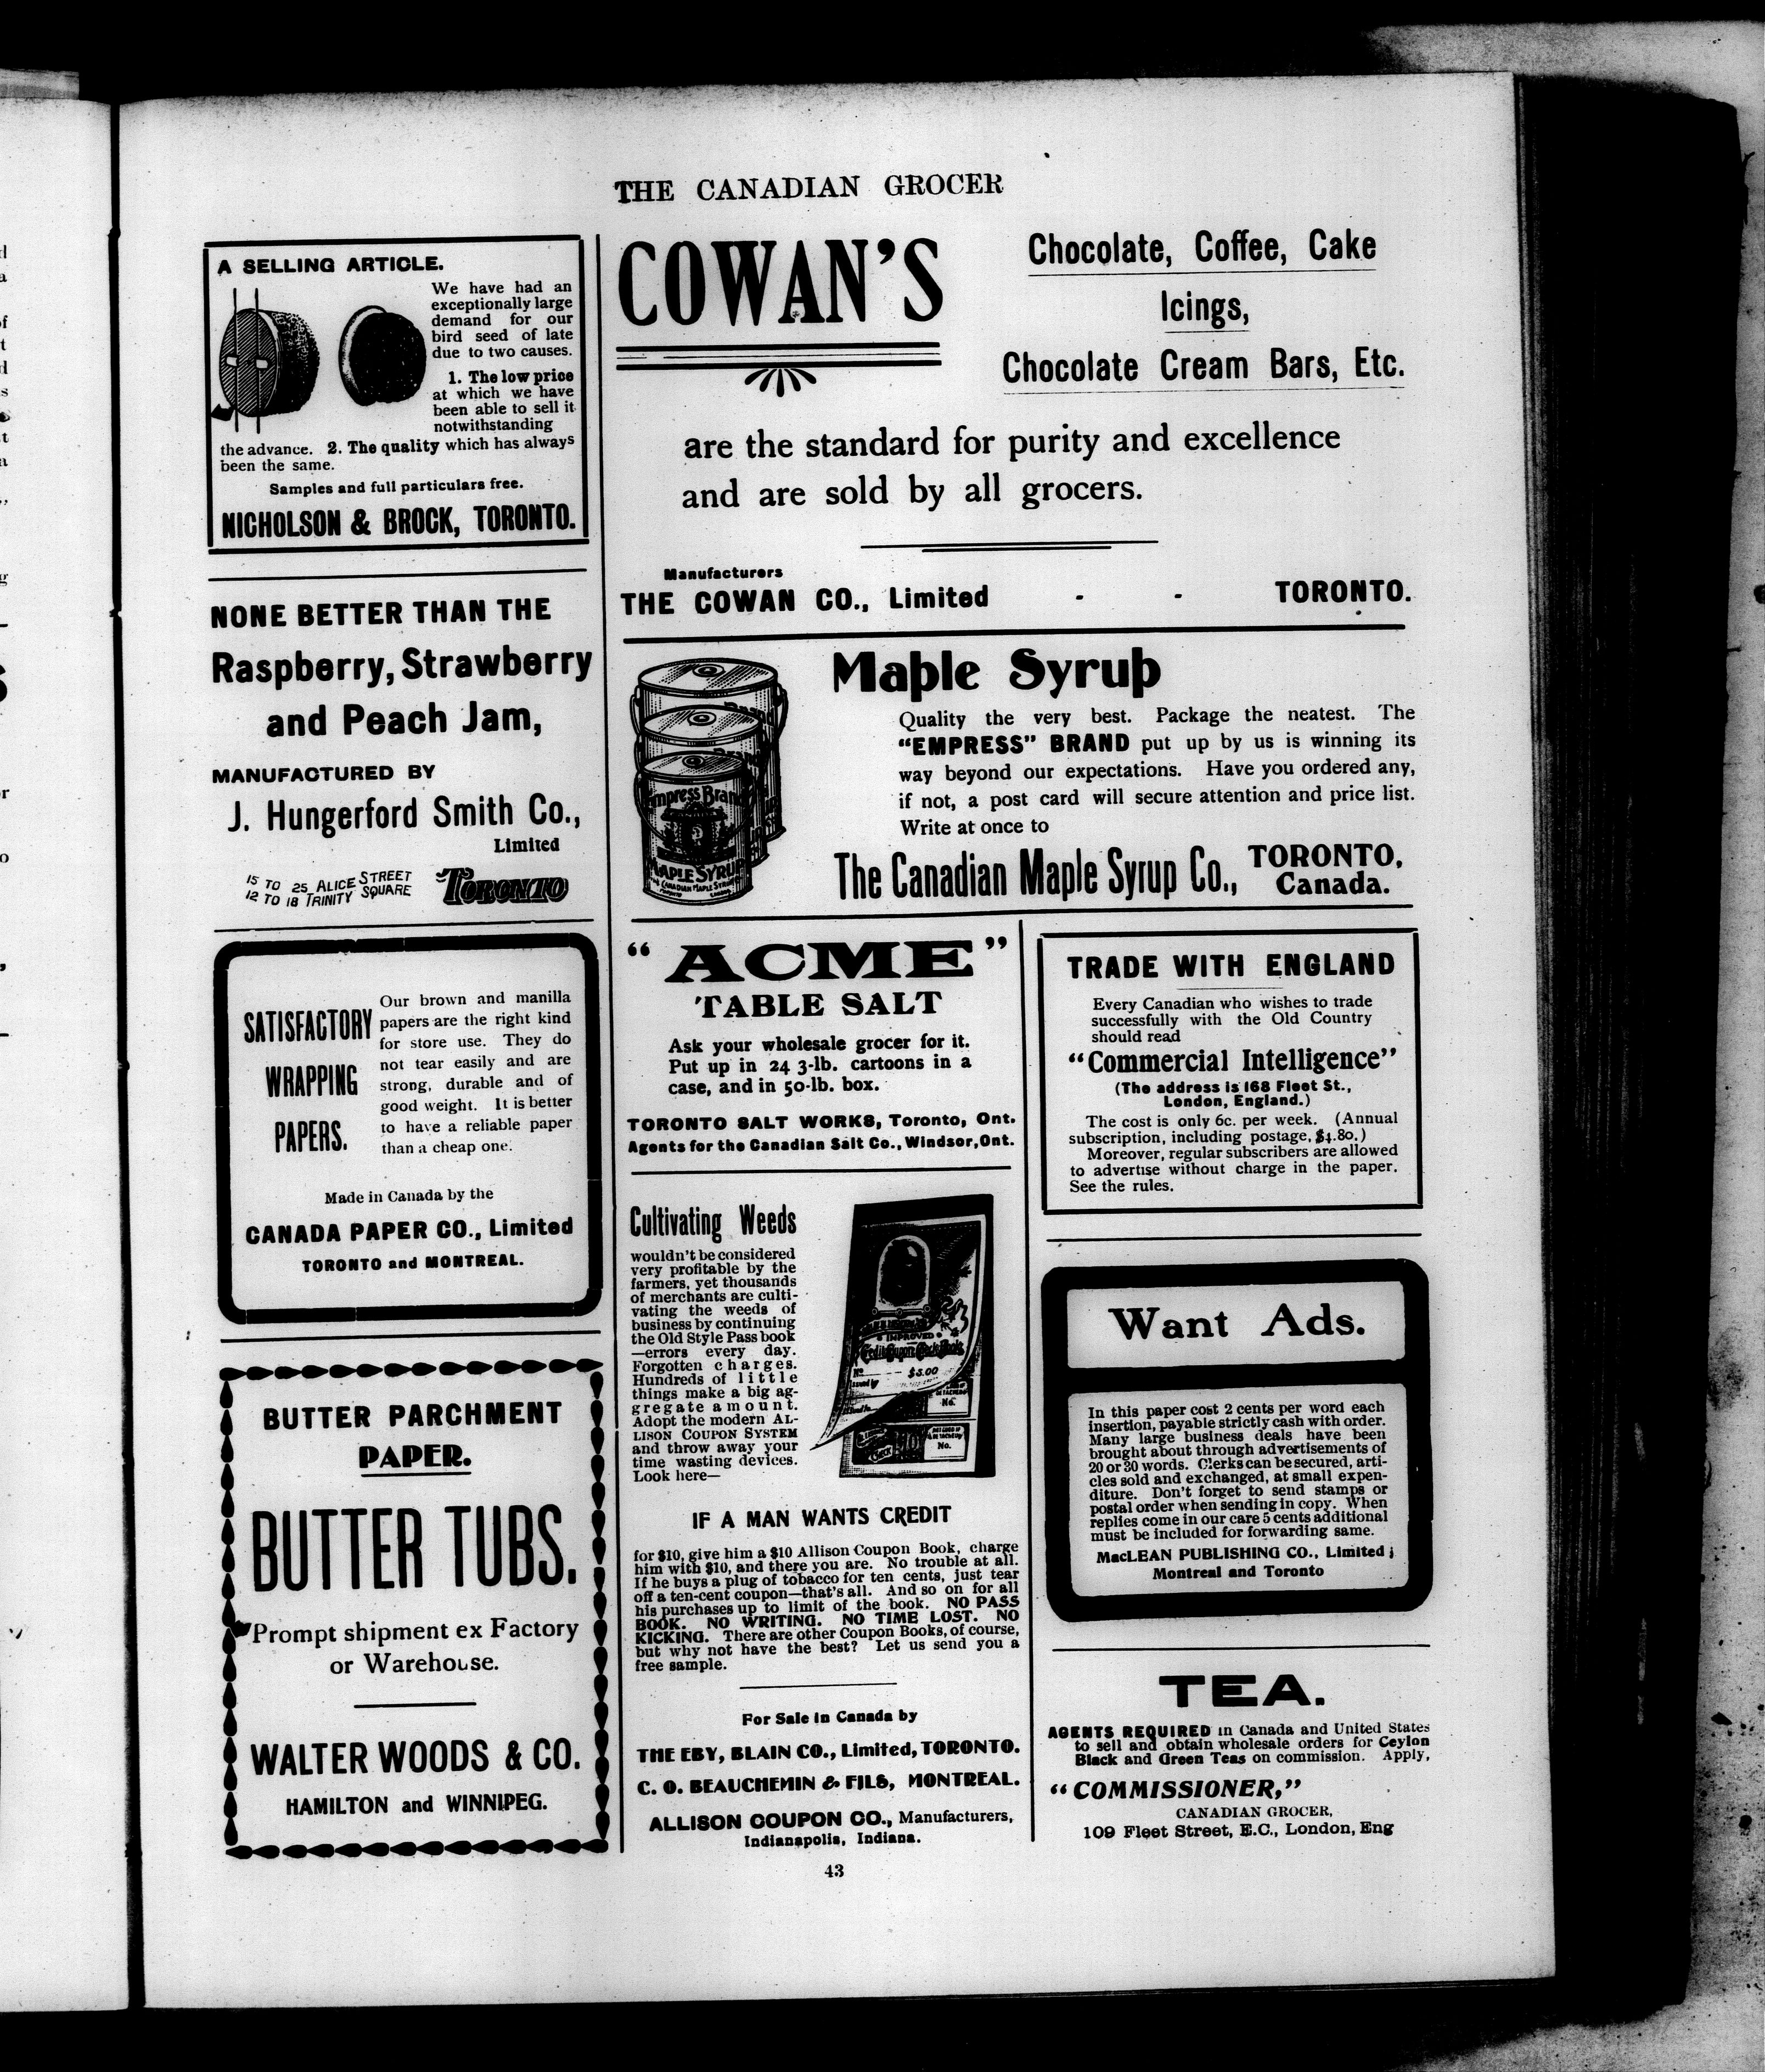 THE CANADIAN GROCER
A SELLING ARTICLE.
We have had an
exceptionally large
demand for our
bird seed of late
due to two causes.
1. The low price
at which we have
been able to sell it
notwithstanding
the advance. 2. The quality which has always
been the same.
Samples and full particulars free.
NICHOLSON & BROCK, TORONTO.
NONE BETTER THAN THE
Raspberry, Strawberry
and Peach Jam,
MANUFACTURED BY
J. Hungerford Smith Co.,
Limited
15 TO 25 ALICE STREET
12 TO 18 TRINITY SQUARE
TORONTO
SATISFACTORY
WRAPPING
PAPERS.
Our brown and manilla
papers are the right kind
for store use. They do
not tear easily and are
strong, durable and of
good weight. It is better
to have a reliable paper
than a cheap one.
Made in Canada by the
CANADA PAPER CO., Limited
TORONTO and MONTREAL.
BUTTER PARCHMENT
PAPER.
BUTTER TUBS.
Prompt shipment ex Factory
or Warehouse.
WALTER WOODS & CO.
HAMILTON and WINNIPEG.
COWAN'S
Chocolate, Coffee, Cake
Icings,
Chocolate Cream Bars, Etc.
are the standard for purity and excellence
and are sold by all grocers.
Manufacturers
THE COWAN CO., Limited - - TORONTO.
Maple Syrup
Quality the very best. Package the neatest. The
"EMPRESS" BRAND put up by us is winning its
way beyond our expectations. Have you ordered any,
if not, a post card will secure attention and price list.
Write at once to
The Canadian Maple Syrup Co., TORONTO,
Canada.
Empress Brand
MAPLE SYRUP
"ACME"
TABLE SALT
Ask your wholesale grocer for it.
Put up in 24 3-lb. cartoons in a
case, and in 50-lb. box.
TORONTO SALT WORKS, Toronto, Ont.
Agents for the Canadian Salt Co., Windsor, Ont.
Cultivating Weeds
wouldn't be considered
very profitable by the
farmers, yet thousands
of merchants are culti-
vating the weeds of
business by continuing
the Old Style Pass book
—errors every day.
Forgotten charges.
Hundreds of little
things make a big ag-
gregate amount.
Adopt the modern AL-
LISON COUPON SYSTEM
and throw away your
time wasting devices.
Look here—
IMPROVED
Credit Coupon Check Book
No. $5.00
No.
No.
IF A MAN WANTS CREDIT
for $10, give him a $10 Allison Coupon Book, charge
him with $10, and there you are. No trouble at all.
If he buys a plug of tobacco for ten cents, just tear
off a ten-cent coupon—that's all. And so on for all
his purchases up to limit of the book. NO PASS
BOOK. NO WRITING. NO TIME LOST. NO
KICKING. There are other Coupon Books, of course,
but why not have the best? Let us send you a
free sample.
For Sale in Canada by
THE EBY, BLAIN CO., Limited, TORONTO.
C. O. BEAUCHEMIN & FILS, MONTREAL.
ALLISON COUPON CO., Manufacturers,
Indianapolis, Indiana.
TRADE WITH ENGLAND
Every Canadian who wishes to trade
successfully with the Old Country
should read
"Commercial Intelligence"
(The address is 168 Fleet St.,
London, England.)
The cost is only 6c. per week. (Annual
subscription, including postage, $4.80.)
Moreover, regular subscribers are allowed
to advertise without charge in the paper.
See the rules.
Want Ads.
In this paper cost 2 cents per word each
insertion, payable strictly cash with order.
Many large business deals have been
brought about through advertisements of
20 or 30 words. Clerks can be secured, arti-
cles sold and exchanged, at small expen-
diture. Don't forget to send stamps or
postal order when sending in copy. When
replies come in our care 5 cents additional
must be included for forwarding same.
MacLEAN PUBLISHING CO., Limited
Montreal and Toronto
TEA.
AGENTS REQUIRED in Canada and United States
to sell and obtain wholesale orders for Ceylon
Black and Green Teas on commission. Apply,
"COMMISSIONER,"
CANADIAN GROCER,
109 Fleet Street, E.C., London, Eng
43